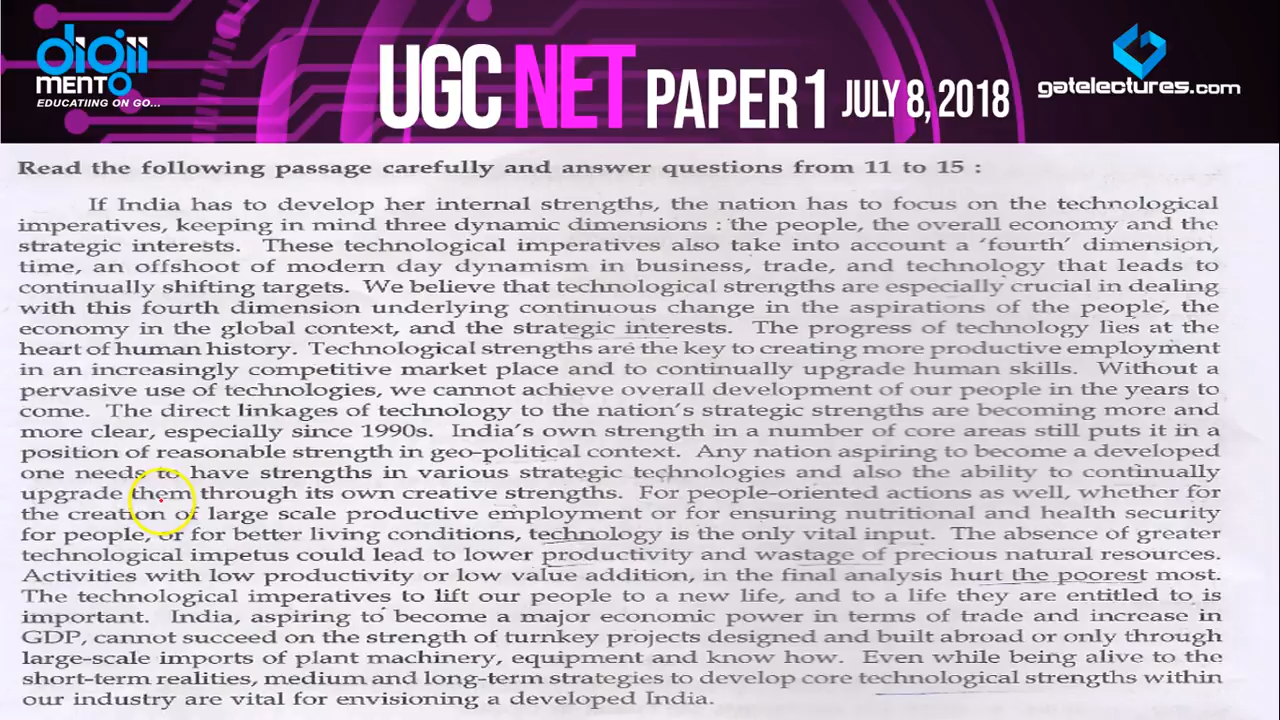 digiimento
EDUCATIING ON GO...
UGC NET PAPER 1 JULY 8, 2018
gatelectures.com
Read the following passage carefully and answer questions from 11 to 15 :
If India has to develop her internal strengths, the nation has to focus on the technological
imperatives, keeping in mind three dynamic dimensions : the people, the overall economy and the
strategic interests. These technological imperatives also take into account a 'fourth' dimension,
time, an offshoot of modern day dynamism in business, trade, and technology that leads to
continually shifting targets. We believe that technological strengths are especially crucial in dealing
with this fourth dimension underlying continuous change in the aspirations of the people, the
economy in the global context, and the strategic interests. The progress of technology lies at the
heart of human history. Technological strengths are the key to creating more productive employment
in an increasingly competitive market place and to continually upgrade human skills. Without a
pervasive use of technologies, we cannot achieve overall development of our people in the years to
come. The direct linkages of technology to the nation's strategic strengths are becoming more and
more clear, especially since 1990s. India's own strength in a number of core areas still puts it in a
position of reasonable strength in geo-political context. Any nation aspiring to become a developed
one needs to have strengths in various strategic technologies and also the ability to continually
upgrade them through its own creative strengths. For people-oriented actions as well, whether for
the creation of large scale productive employment or for ensuring nutritional and health security
for people, or for better living conditions, technology is the only vital input. The absence of greater
technological impetus could lead to lower productivity and wastage of precious natural resources.
Activities with low productivity or low value addition, in the final analysis hurt the poorest most.
The technological imperatives to lift our people to a new life, and to a life they are entitled to is
important. India, aspiring to become a major economic power in terms of trade and increase in
GDP, cannot succeed on the strength of turnkey projects designed and built abroad or only through
large-scale imports of plant machinery, equipment and know how. Even while being alive to the
short-term realities, medium and long-term strategies to develop core technological strengths within
our industry are vital for envisioning a developed India.